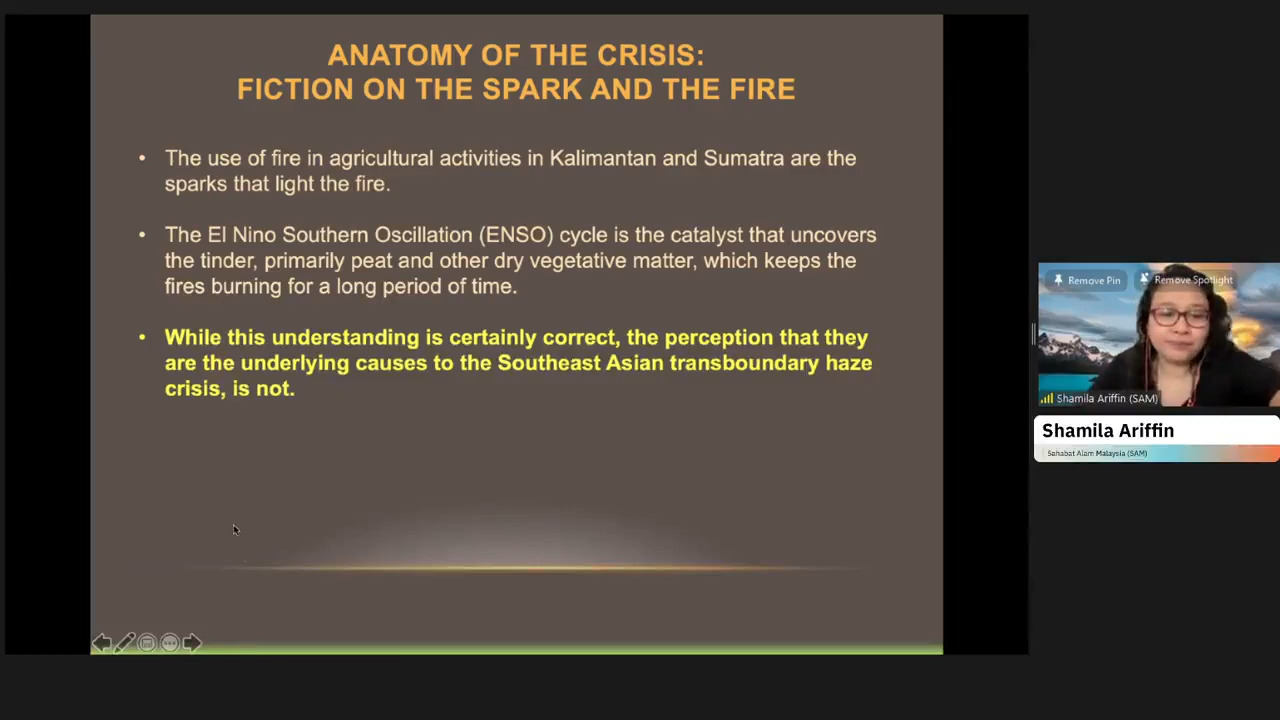 ANATOMY OF THE CRISIS:
FICTION ON THE SPARK AND THE FIRE
• The use of fire in agricultural activities in Kalimantan and Sumatra are the
sparks that light the fire.
• The El Nino Southern Oscillation (ENSO) cycle is the catalyst that uncovers
the tinder, primarily peat and other dry vegetative matter, which keeps the
fires burning for a long period of time.
• While this understanding is certainly correct, the perception that they
are the underlying causes to the Southeast Asian transboundary haze
crisis, is not.
Remove Pin
Remove Spotlight
Shamila Ariffin (SAM)
Shamila Ariffin
Sahabat Alam Malaysia (SAM)